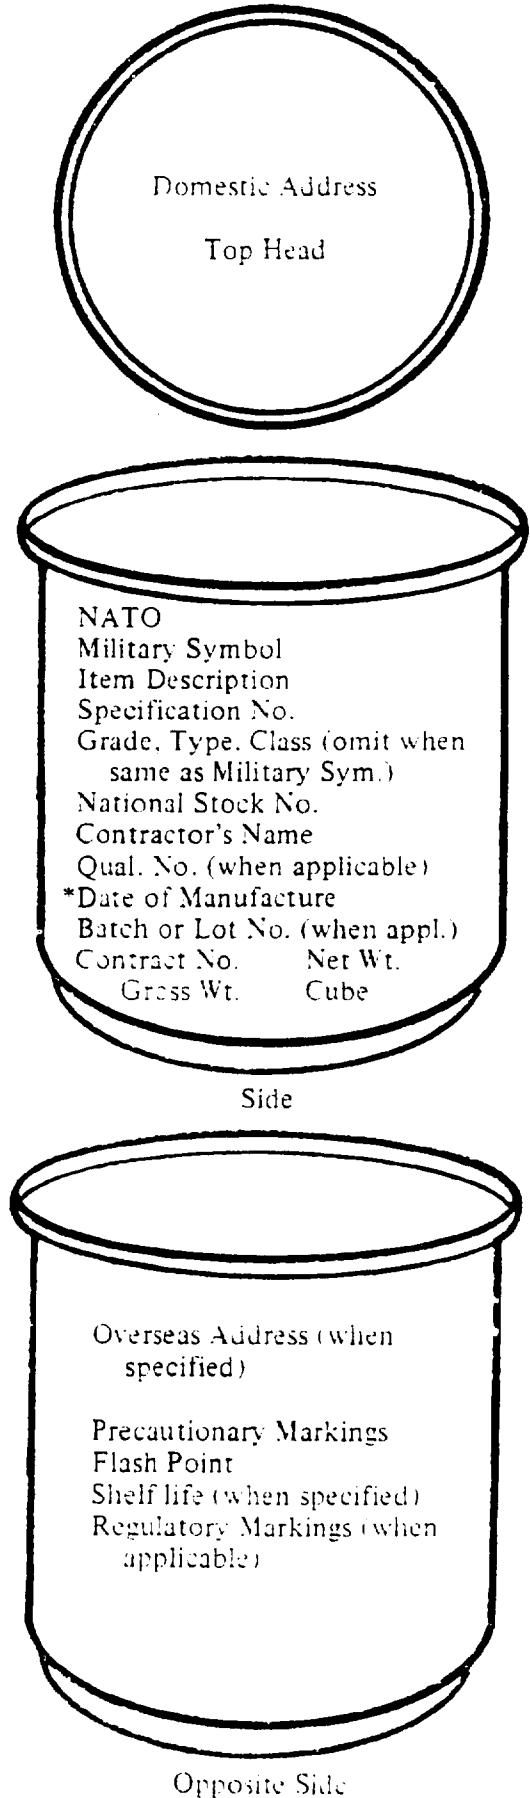 Domestic Address
Top Head
NATO
Military Symbol
Item Description
Specification No.
Grade, Type, Class (omit when
same as Military Sym.)
National Stock No.
Contractor's Name
Qual. No. (when applicable)
*Date of Manufacture
Batch or Lot No. (when appl.)
Contract No. Net Wt.
Gross Wt. Cube
Side
Overseas Address (when
specified)
Precautionary Markings
Flash Point
Shelf life (when specified)
Regulatory Markings (when
applicable)
Opposite Side